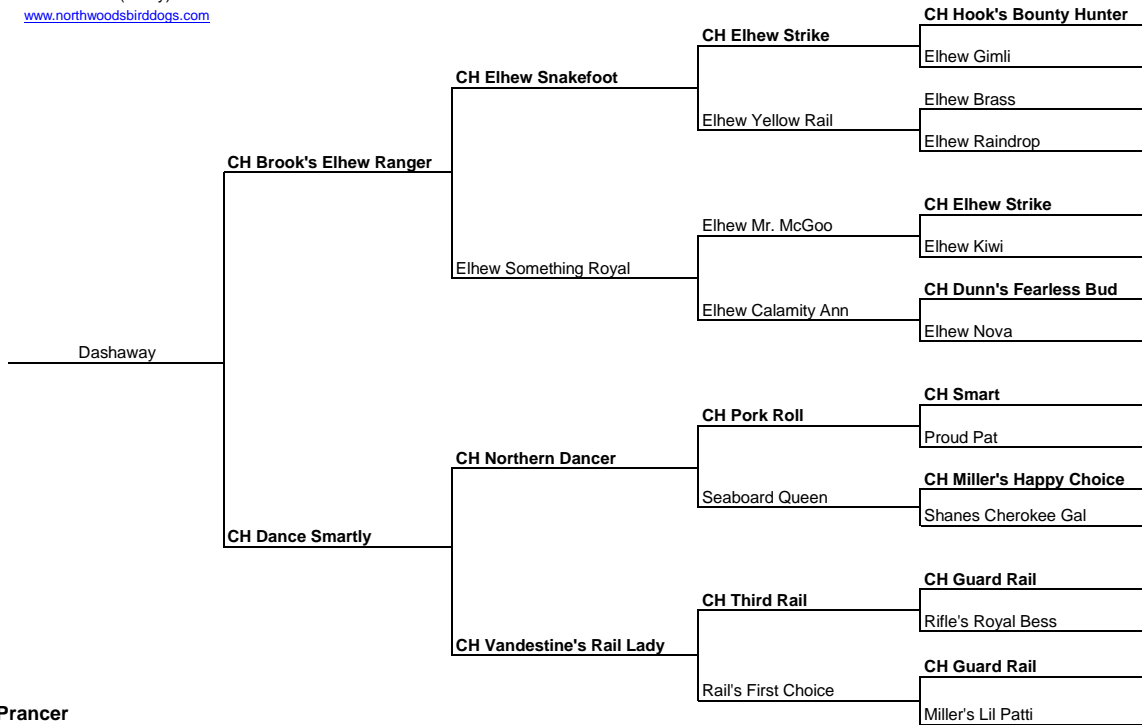 www.northwoodsbirddogs.com
CH Hook's Bounty Hunter
CH Elhew Strike
Elhew Gimli
CH Elhew Snakefoot
Elhew Brass
Elhew Yellow Rail
Elhew Raindrop
CH Brook's Elhew Ranger
CH Elhew Strike
Elhew Mr. McGoo
Elhew Kiwi
Elhew Something Royal
CH Dunn's Fearless Bud
Elhew Calamity Ann
Elhew Nova
Dashaway
CH Smart
CH Pork Roll
Proud Pat
CH Northern Dancer
CH Miller's Happy Choice
Seaboard Queen
Shanes Cherokee Gal
CH Dance Smartly
CH Guard Rail
CH Third Rail
Rifle's Royal Bess
CH Vandestine's Rail Lady
CH Guard Rail
Rail's First Choice
Miller's Lil Patti
Prancer